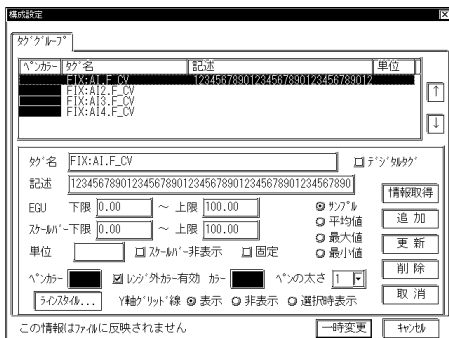 構成設定
ﾀｸﾞｸﾞﾙｰﾌﾟ
ﾍﾟﾝｶﾗｰ ﾀｸﾞ名 記述 単位
FIX:AI.F_CV 12345678901234567890123456789012
FIX:AI2.F_CV
FIX:AI3.F_CV
FIX:AI4.F_CV
↑
↓
ﾀｸﾞ名 FIX:AI.F_CV ﾃﾞｼﾞﾀﾙﾀｸﾞ
記述 1234567890123456789012345678901234567890
情報取得
EGU 下限 0.00 ～ 上限 100.00 ｻﾝﾌﾟﾙ
追 加
ｽｹｰﾙﾊﾞｰ下限 0.00 ～ 上限 100.00 平均値
最大値
更 新
単位 ｽｹｰﾙﾊﾞｰ非表示 固定 最小値
削 除
ﾍﾟﾝｶﾗｰ ﾚﾝｼﾞ外ｶﾗｰ有効 ｶﾗｰ ﾍﾟﾝの太さ 1
取 消
ﾗｲﾝｽﾀｲﾙ... Y軸ｸﾞﾘｯﾄﾞ線 表示 非表示 選択時表示
この情報はﾌｧｲﾙに反映されません 一時変更 ｷｬﾝｾﾙ